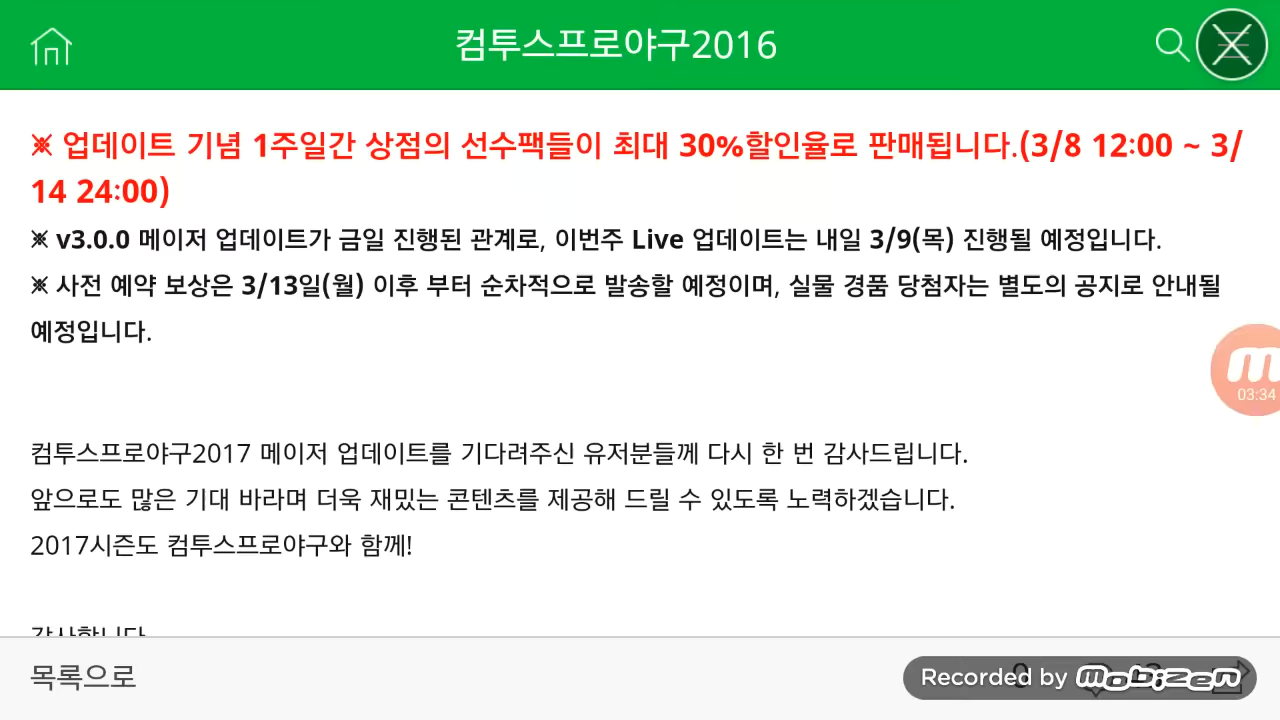 컴투스프로야구2016
※ 업데이트 기념 1주일간 상점의 선수팩들이 최대 30%할인율로 판매됩니다.(3/8 12:00 ~ 3/
14 24:00)
※ v3.0.0 메이저 업데이트가 금일 진행된 관계로, 이번주 Live 업데이트는 내일 3/9(목) 진행될 예정입니다.
※ 사전 예약 보상은 3/13일(월) 이후 부터 순차적으로 발송할 예정이며, 실물 경품 당첨자는 별도의 공지로 안내될
예정입니다.
03:34
컴투스프로야구2017 메이저 업데이트를 기다려주신 유저분들께 다시 한 번 감사드립니다.
앞으로도 많은 기대 바라며 더욱 재밌는 콘텐츠를 제공해 드릴 수 있도록 노력하겠습니다.
2017시즌도 컴투스프로야구와 함께!
감사합니다
목록으로
Recorded by mobizen